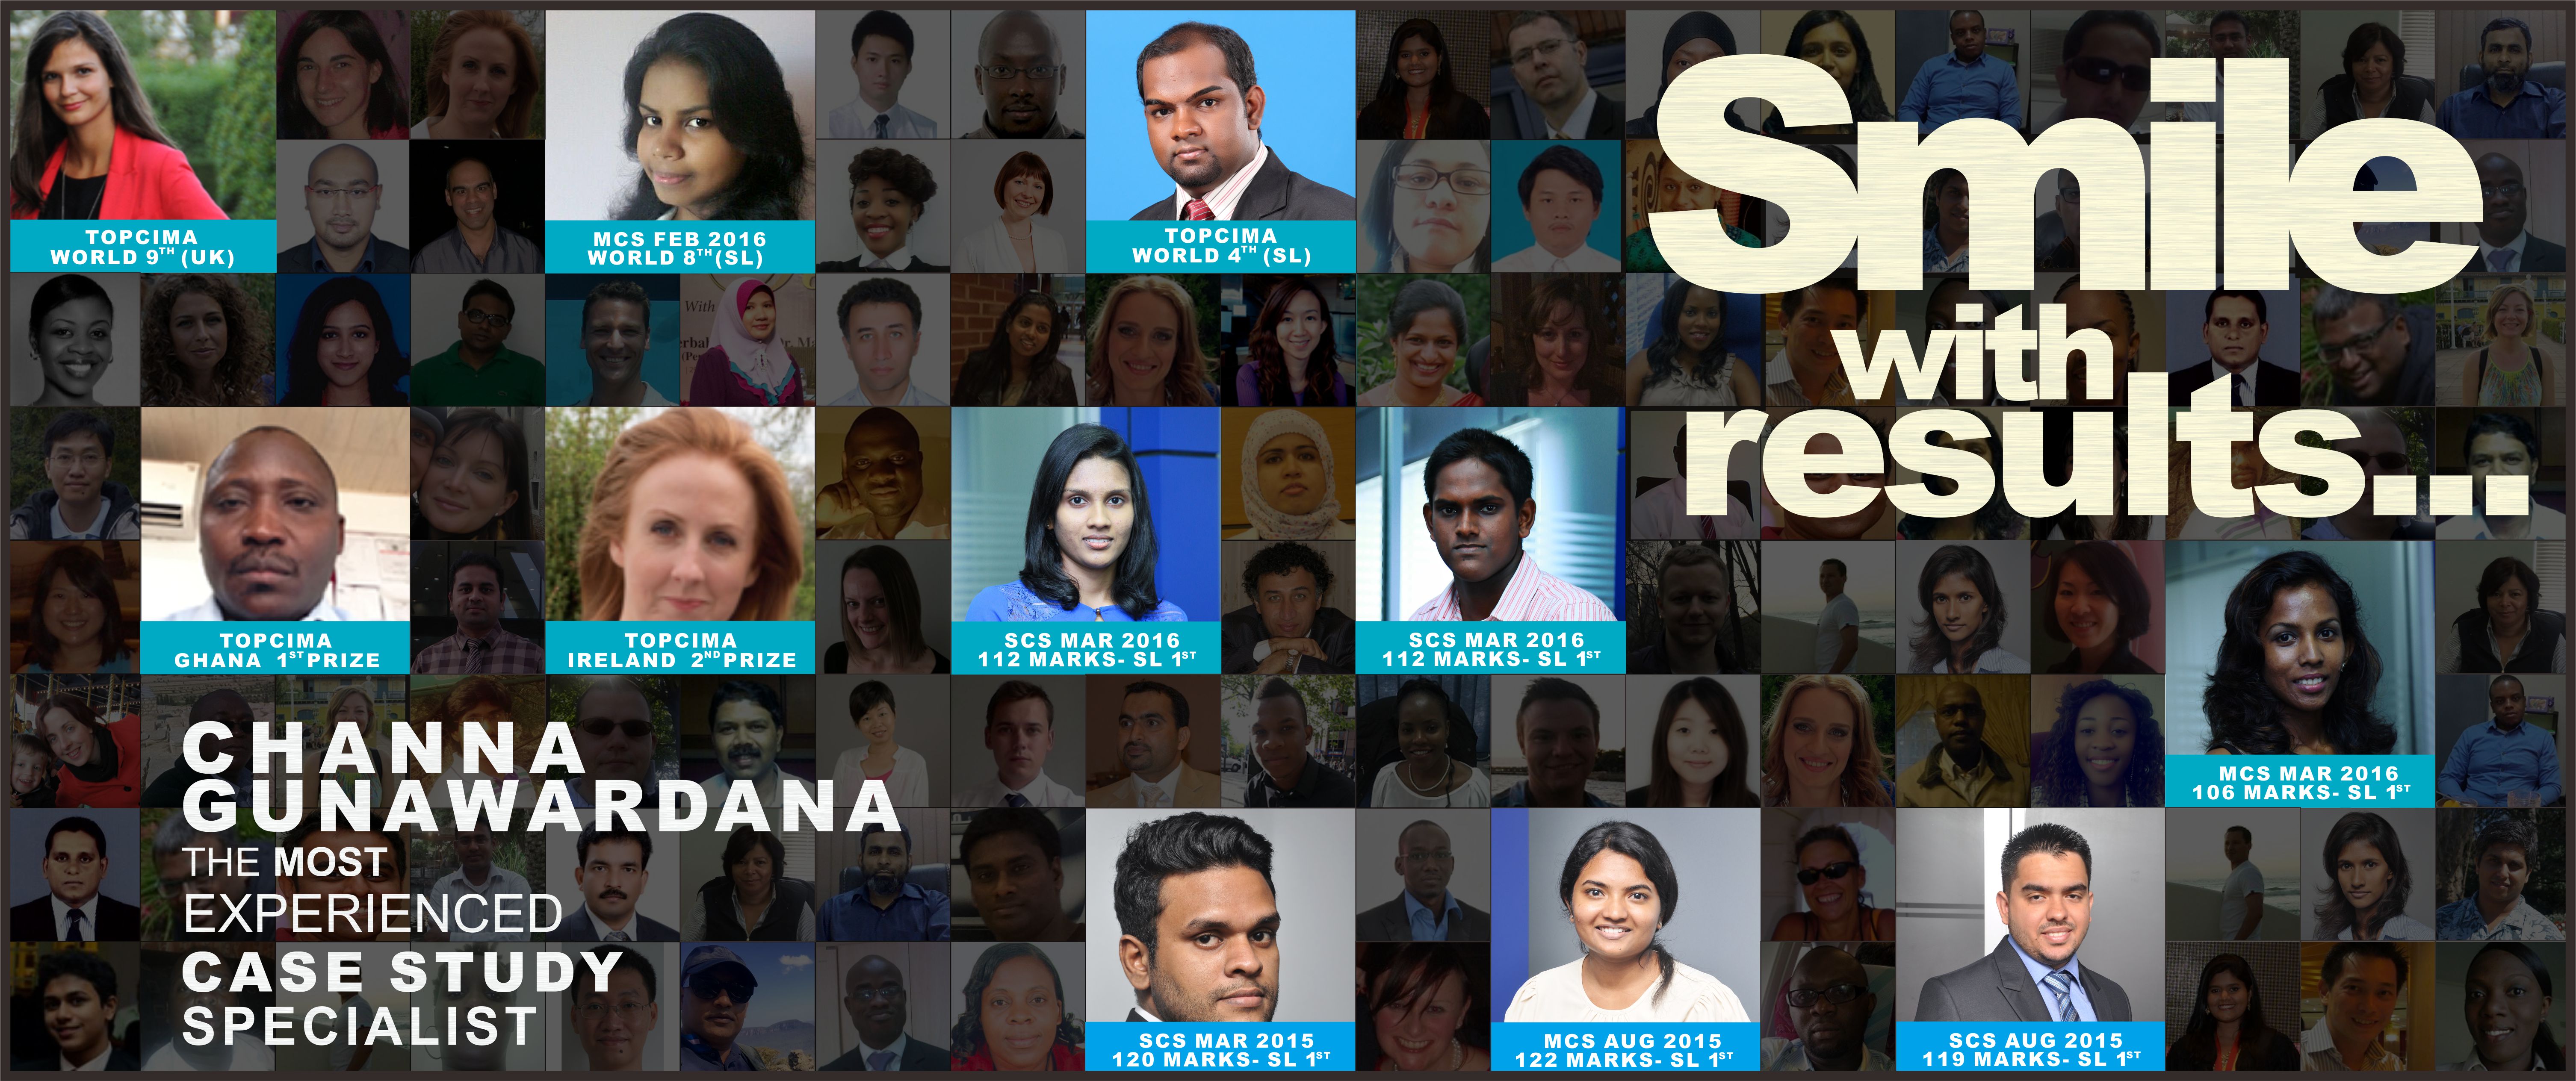 TOPCIMA
WORLD 9TH (UK)
MCS FEB 2016
WORLD 8TH (SL)
TOPCIMA
WORLD 4TH (SL)
Smile
with
results...
With
TOPCIMA
GHANA 1ST PRIZE
TOPCIMA
IRELAND 2ND PRIZE
SCS MAR 2016
112 MARKS- SL 1ST
SCS MAR 2016
112 MARKS- SL 1ST
MCS MAR 2016
106 MARKS- SL 1ST
CHANNA
GUNAWARDANA
THE MOST
EXPERIENCED
CASE STUDY
SPECIALIST
SCS MAR 2015
120 MARKS- SL 1ST
MCS AUG 2015
122 MARKS- SL 1ST
SCS AUG 2015
119 MARKS- SL 1ST